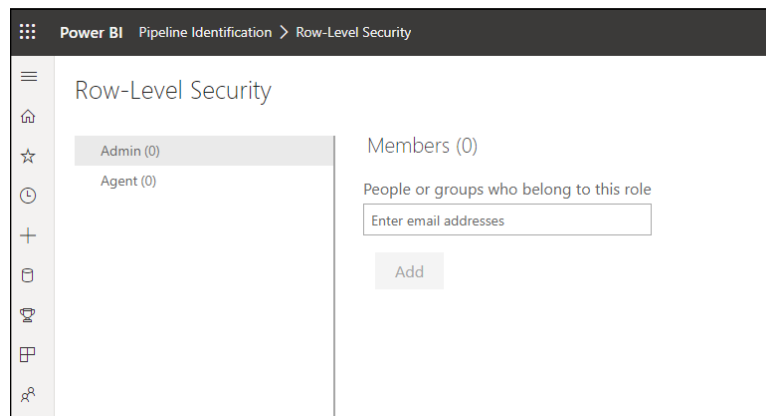 Power BI Pipeline Identification > Row-Level Security
Row-Level Security
Admin (0)
Agent (0)
Members (0)
People or groups who belong to this role
Enter email addresses
Add